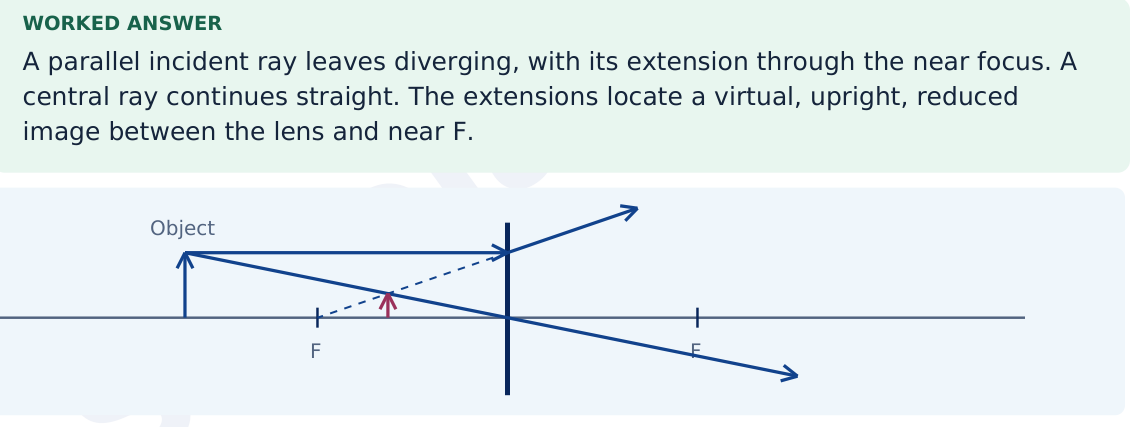 WORKED ANSWER
A parallel incident ray leaves diverging, with its extension through the near focus. A
central ray continues straight. The extensions locate a virtual, upright, reduced
image between the lens and near F.
Object
F
F